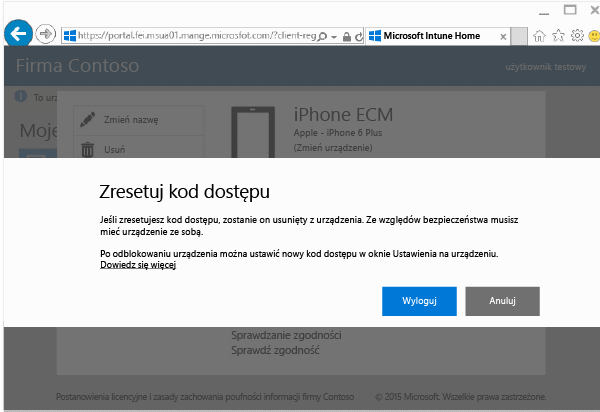 https://portal.fei.msua01.mange.microsfot.com/?client-reg
Microsoft Intune Home
Firma Contoso
użytkownik testowy
To urz
Moje
Zmień nazwę
Usuń
iPhone ECM
Apple - iPhone 6 Plus
(Zmień urządzenie)
Zresetuj kod dostępu
Jeśli zresetujesz kod dostępu, zostanie on usunięty z urządzenia. Ze względów bezpieczeństwa musisz
mieć urządzenie ze sobą.
Po odblokowaniu urządzenia można ustawić nowy kod dostępu w oknie Ustawienia na urządzeniu.
Dowiedz się więcej
Wyloguj
Anuluj
Sprawdzanie zgodności
Sprawdź zgodność
Postanowienia licencyjne i zasady zachowania poufności informacji firmy Contoso
© 2015 Microsoft. Wszelkie prawa zastrzeżone.